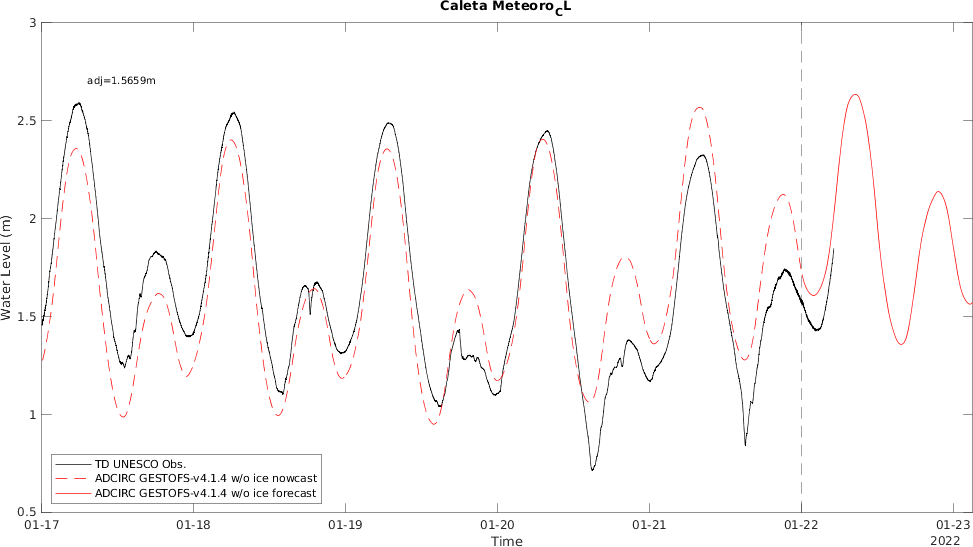 Caleta Meteoro_CL
adj=1.5659m
3
2.5
2
1.5
1
0.5
Water Level (m)
TD UNESCO Obs.
ADCIRC GESTOFS-v4.1.4 w/o ice nowcast
ADCIRC GESTOFS-v4.1.4 w/o ice forecast
01-17 01-18 01-19 01-20 01-21 01-22 01-23
Time
2022